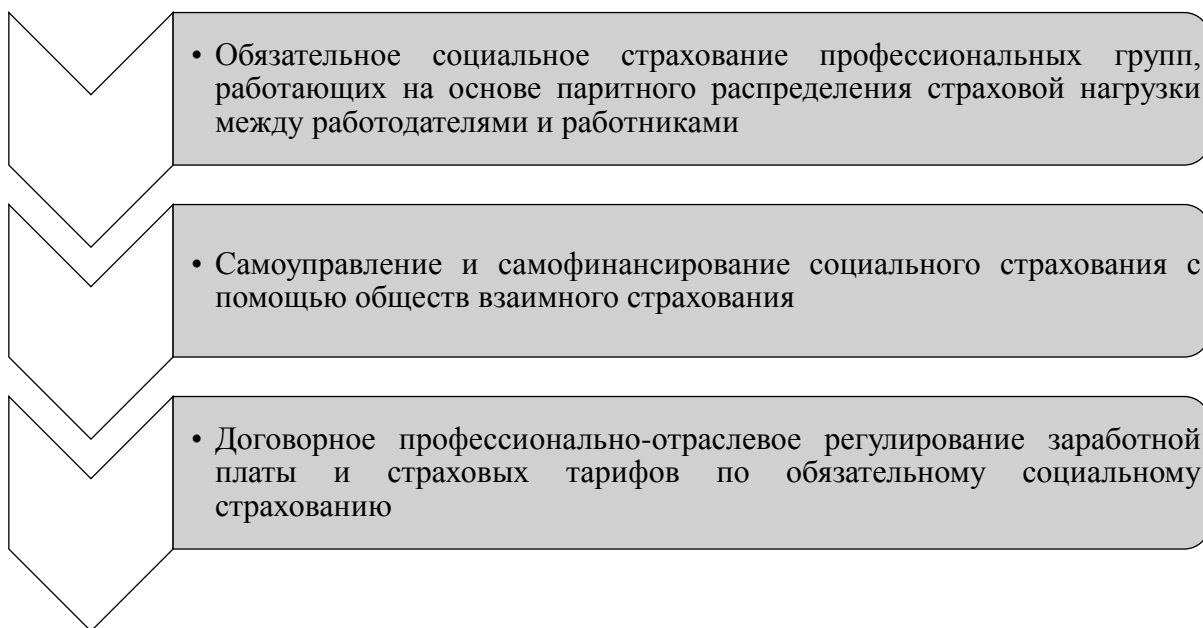 • Обязательное социальное страхование профессиональных групп,
работающих на основе паритного распределения страховой нагрузки
между работодателями и работниками
• Самоуправление и самофинансирование социального страхования с
помощью обществ взаимного страхования
• Договорное профессионально-отраслевое регулирование заработной
платы и страховых тарифов по обязательному социальному
страхованию